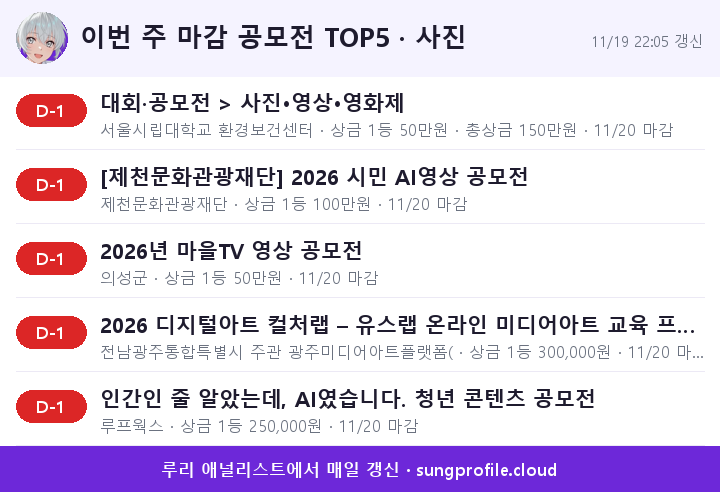 이번 주 마감 공모전 TOP5 · 사진
11/19 22:05 갱신
D-1
대회·공모전 > 사진•영상•영화제
서울시립대학교 환경보건센터 · 상금 1등 50만원 · 총상금 150만원 · 11/20 마감
D-1
[제천문화관광재단] 2026 시민 AI영상 공모전
제천문화관광재단 · 상금 1등 100만원 · 11/20 마감
D-1
2026년 마을TV 영상 공모전
의성군 · 상금 1등 50만원 · 11/20 마감
D-1
2026 디지털아트 컬처랩 – 유스랩 온라인 미디어아트 교육 프...
전남광주통합특별시 주관 광주미디어아트플랫폼( · 상금 1등 300,000원 · 11/20 마...
D-1
인간인 줄 알았는데, AI였습니다. 청년 콘텐츠 공모전
루프웍스 · 상금 1등 250,000원 · 11/20 마감
루리 애널리스트에서 매일 갱신 · sungprofile.cloud